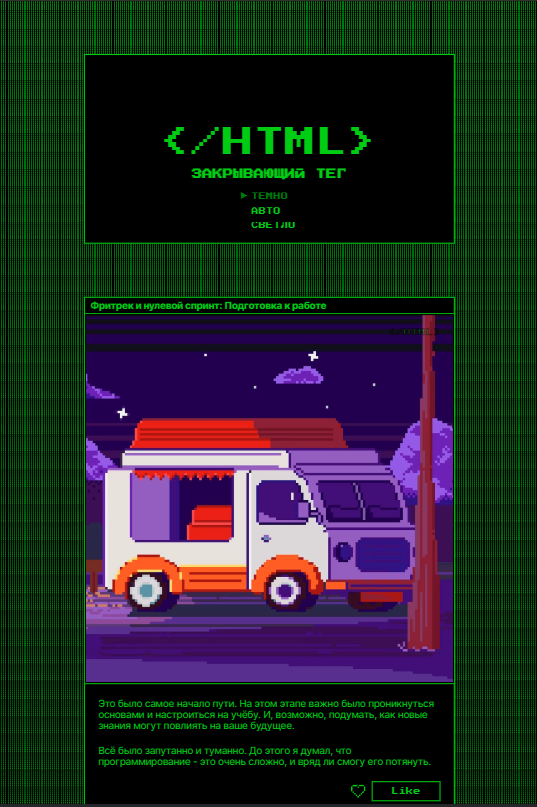 </HTML>
ЗАКРЫВАЮЩИЙ ТЕГ
▶ ТЕМНО
АВТО
СВЕТЛО
Фритрек и нулевой спринт: Подготовка к работе
Это было самое начало пути. На этом этапе важно было проникнуться
основами и настроиться на учёбу. И, возможно, подумать, как новые
знания могут повлиять на ваше будущее.
Всё было запутанно и туманно. До этого я думал, что
программирование - это очень сложно, и вряд ли смогу его потянуть.
Like